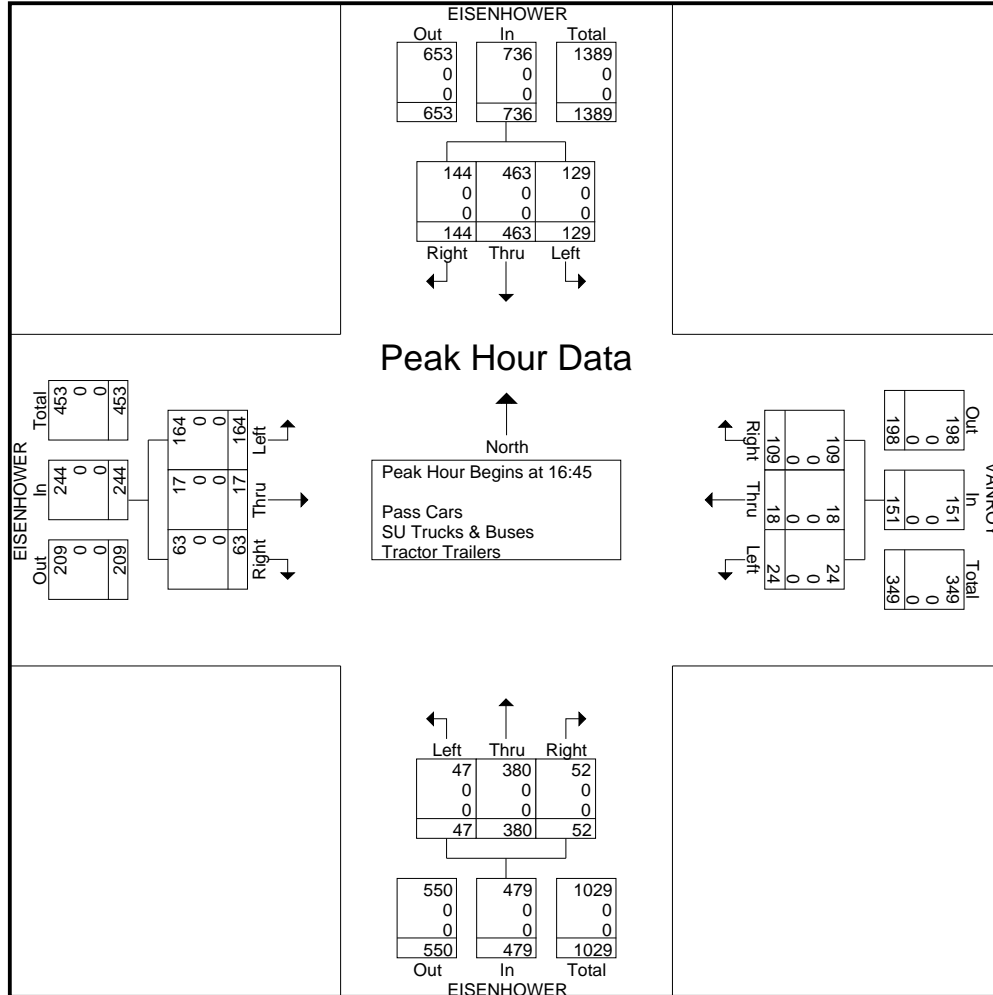 EISENHOWER
Out In Total
653 736 1389
0 0 0
0 0 0
653 736 1389
144 463 129
0 0 0
0 0 0
144 463 129
Right Thru Left
Peak Hour Data
North
Peak Hour Begins at 16:45
Pass Cars
SU Trucks & Buses
Tractor Trailers
EISENHOWER
Out In Total
209 244 453
0 0 0
0 0 0
209 244 453
63 17 164
0 0 0
0 0 0
63 17 164
Right Thru Left
VANROY
Out In Total
198 151 349
0 0 0
0 0 0
198 151 349
109 18 24
0 0 0
0 0 0
109 18 24
Right Thru Left
Left Thru Right
47 380 52
0 0 0
0 0 0
47 380 52
550 479 1029
0 0 0
0 0 0
550 479 1029
Out In Total
EISENHOWER